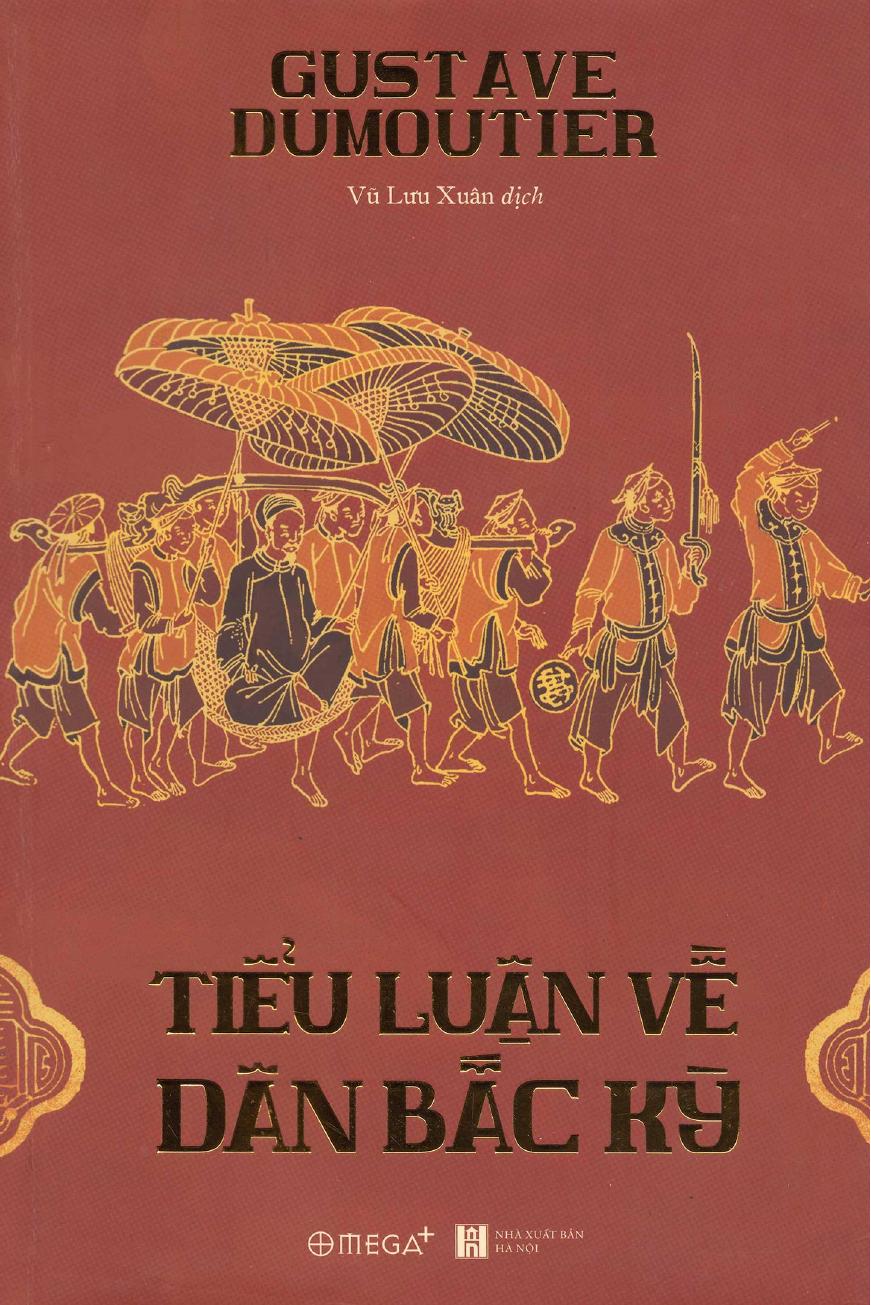 GUSTAVE
DUMOUTIER
Vũ Lưu Xuân dịch
TIỂU LUẬN VỀ
DÂN BẮC KỲ
OMEGA+
NHÀ XUẤT BẢN
HÀ NỘI